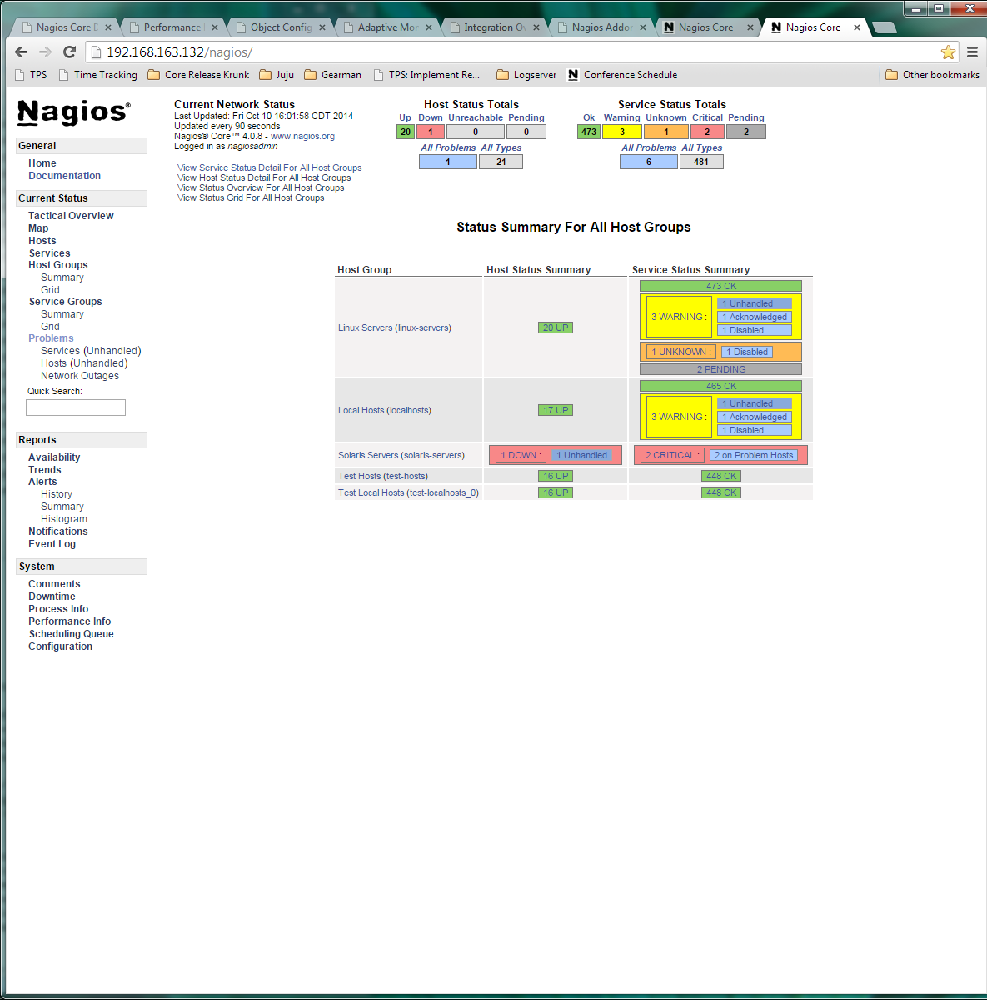 Nagios Core D
Performance
Object Config
Adaptive Mor
Integration Ov
Nagios Addor
Nagios Core
Nagios Core
192.168.163.132/nagios/
TPS
Time Tracking
Core Release Krunk
Juju
Gearman
TPS: Implement Re...
Logserver
Conference Schedule
Other bookmarks
Nagios®
General
Home
Documentation
Current Status
Tactical Overview
Map
Hosts
Services
Host Groups
Summary
Grid
Service Groups
Summary
Grid
Problems
Services (Unhandled)
Hosts (Unhandled)
Network Outages
Quick Search:
Reports
Availability
Trends
Alerts
History
Summary
Histogram
Notifications
Event Log
System
Comments
Downtime
Process Info
Performance Info
Scheduling Queue
Configuration
Current Network Status
Last Updated: Fri Oct 10 16:01:58 CDT 2014
Updated every 90 seconds
Nagios® Core™ 4.0.8 - www.nagios.org
Logged in as nagiosadmin
View Service Status Detail For All Host Groups
View Host Status Detail For All Host Groups
View Status Overview For All Host Groups
View Status Grid For All Host Groups
Host Status Totals
Up Down Unreachable Pending
20 1 0 0
All Problems All Types
1 21
Service Status Totals
Ok Warning Unknown Critical Pending
473 3 1 2 2
All Problems All Types
6 481
Status Summary For All Host Groups
Host Group Host Status Summary Service Status Summary
Linux Servers (linux-servers)
20 UP
473 OK
3 WARNING :
1 Unhandled
1 Acknowledged
1 Disabled
1 UNKNOWN :
1 Disabled
2 PENDING
Local Hosts (localhosts)
17 UP
465 OK
3 WARNING :
1 Unhandled
1 Acknowledged
1 Disabled
Solaris Servers (solaris-servers)
1 DOWN :
1 Unhandled
2 CRITICAL :
2 on Problem Hosts
Test Hosts (test-hosts)
16 UP
448 OK
Test Local Hosts (test-localhosts_0)
16 UP
448 OK